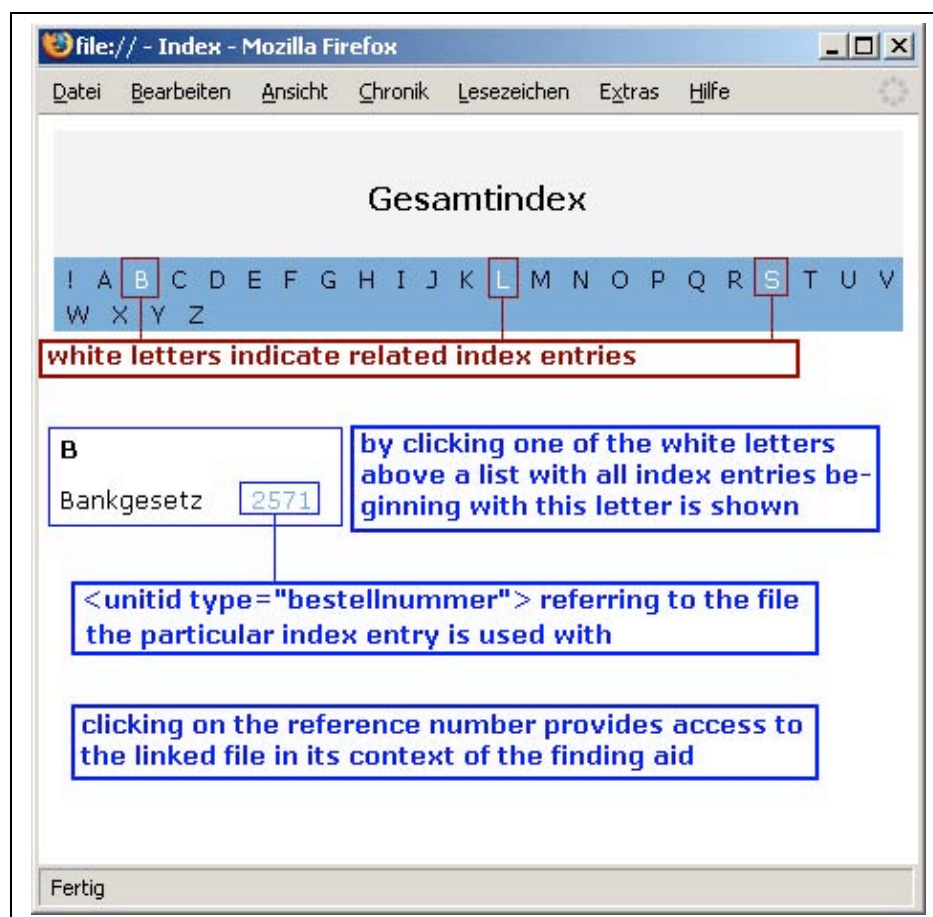 file:// - Index - Mozilla Firefox
Datei Bearbeiten Ansicht Chronik Lesezeichen Extras Hilfe
Gesamtindex
! A B C D E F G H I J K L M N O P Q R S T U V
W X Y Z
white letters indicate related index entries
B
Bankgesetz 2571
by clicking one of the white letters
above a list with all index entries be-
ginning with this letter is shown
<unitid type="bestellnummer"> referring to the file
the particular index entry is used with
clicking on the reference number provides access to
the linked file in its context of the finding aid
Fertig